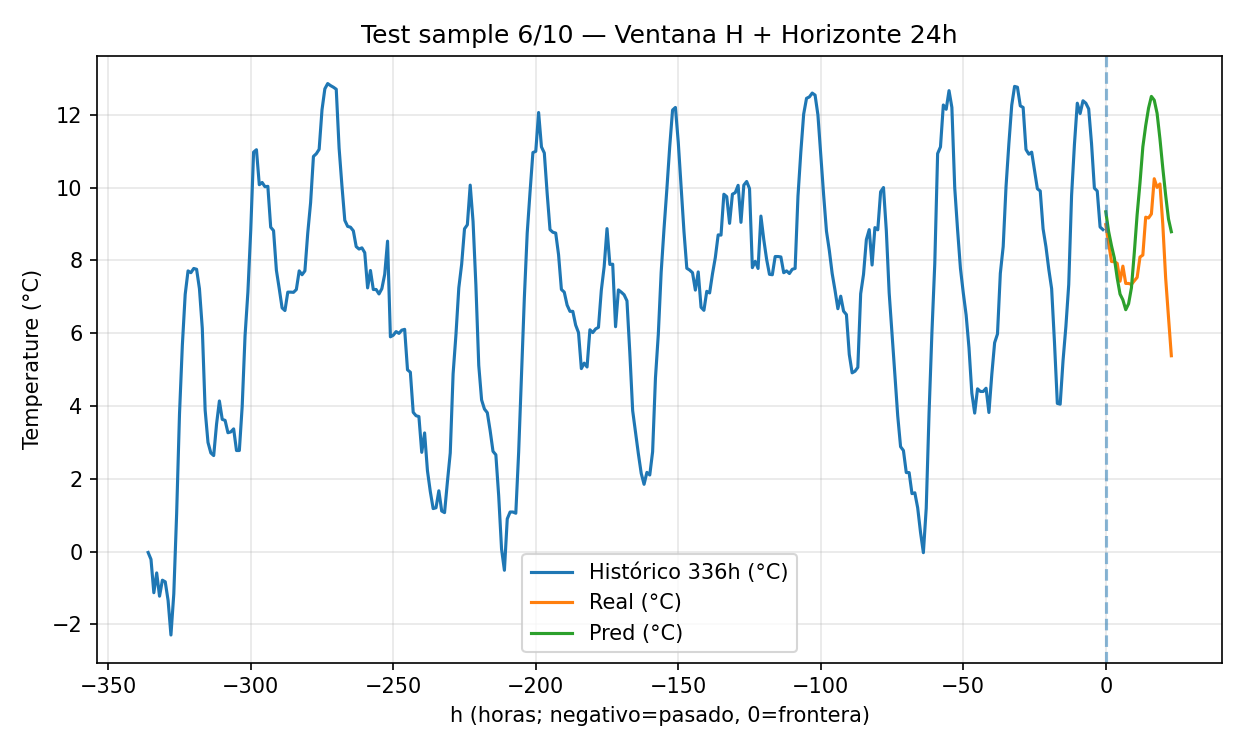 Test sample 6/10 — Ventana H + Horizonte 24h
Temperature (°C)
12
10
8
6
4
2
0
−2
Histórico 336h (°C)
Real (°C)
Pred (°C)
−350
−300
−250
−200
−150
−100
−50
0
h (horas; negativo=pasado, 0=frontera)